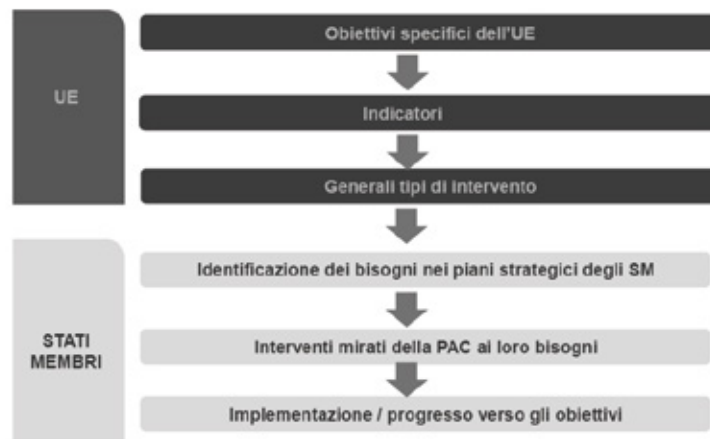 UE
Obiettivi specifici dell'UE
Indicatori
Generali tipi di intervento
STATI
MEMBRI
Identificazione dei bisogni nei piani strategici degli SM
Interventi mirati della PAC ai loro bisogni
Implementazione / progresso verso gli obiettivi